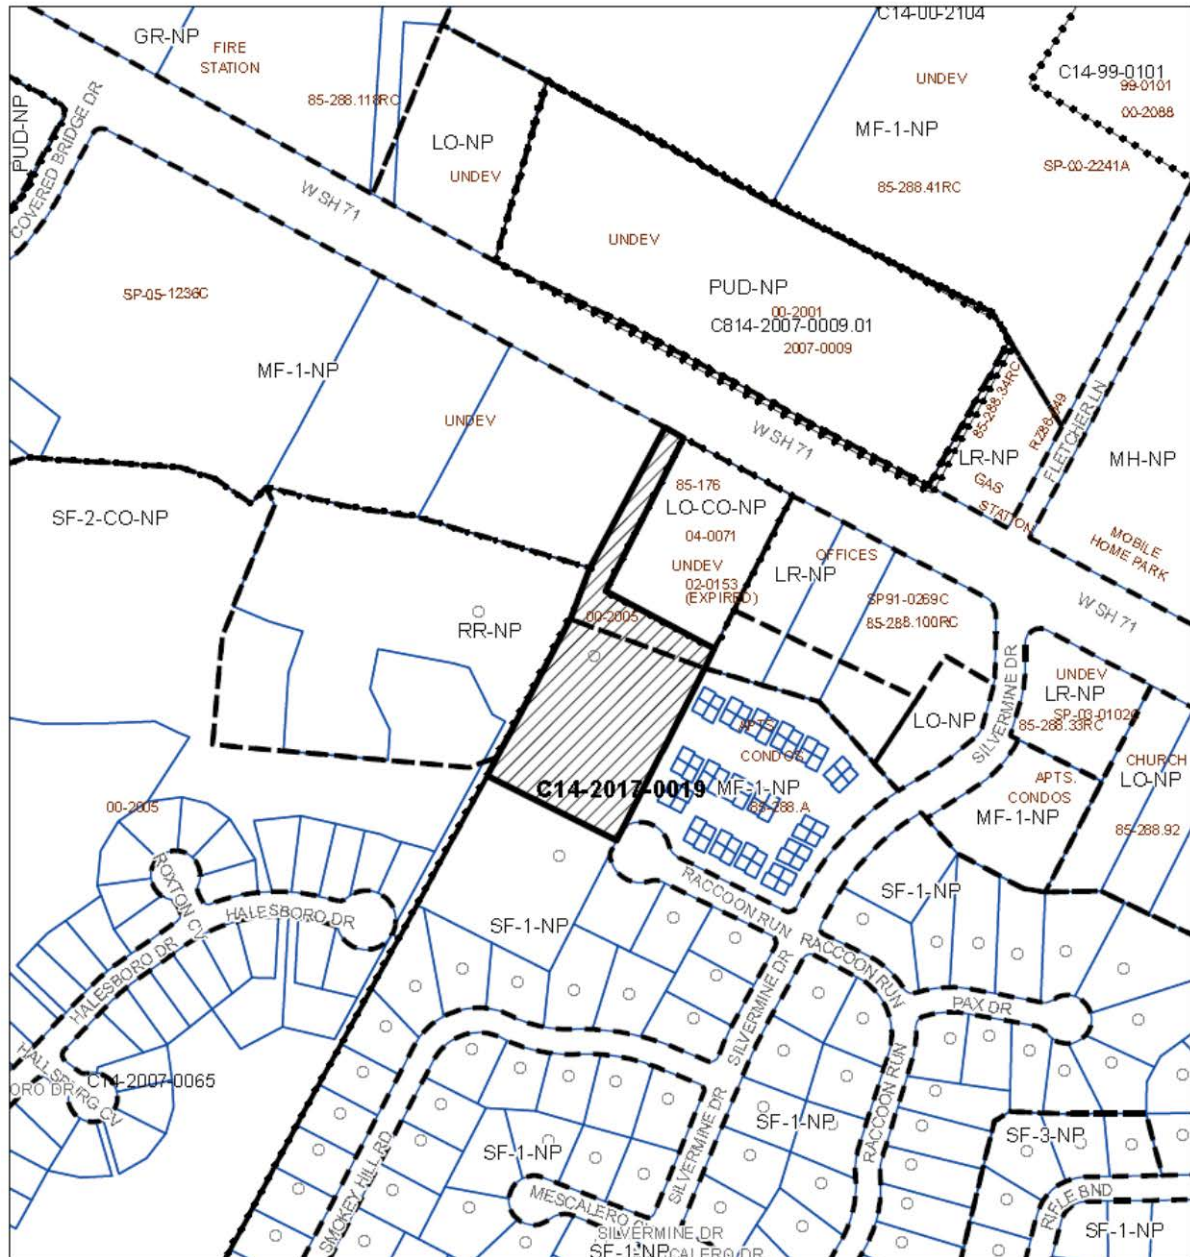 C14-00-2104
GR-NP
FIRE
STATION
C14-99-0101
99-0101
00-2088
UNDEV
PUD-NP
COVERED BRIDGE DR
85-288.118RC
LO-NP
UNDEV
MF-1-NP
85-288.41RC
SP-00-2241A
W SH 71
UNDEV
PUD-NP
00-2001
C814-2007-0009.01
2007-0009
SP-05-1236C
MF-1-NP
UNDEV
W SH 71
85-288.34RC
FLETCHER LN
LR-NP
GAS
STATION
MH-NP
MOBILE
HOME PARK
SF-2-CO-NP
85-176
LO-CO-NP
04-0071
UNDEV
02-0153
(EXPIRED)
OFFICES
LR-NP
SP91-0269C
85-288.100RC
W SH 71
RR-NP
00-2005
SILVERMINE DR
UNDEV
LR-NP
85-288.33RC
LO-NP
APTS.
CONDOS
C14-2017-0019
MF-1-NP
85-288.A
CHURCH
LO-NP
APTS.
CONDOS
MF-1-NP
85-288.92
00-2005
ROXTON CV
HALESBORO DR
HALESBORO DR
RACCOON RUN
RACCOON RUN
SF-1-NP
SF-1-NP
SILVERMINE DR
PAX DR
HALLSBURG CV
ORO DR
C14-2007-0065
SILVERMINE DR
RACCOON RUN
SF-1-NP
SF-1-NP
SF-3-NP
SMOKEY HILL RD
MESCALERO
SILVERMINE DR
SF-1-NP
CALERO DR
RIFLE BND
SF-1-NP